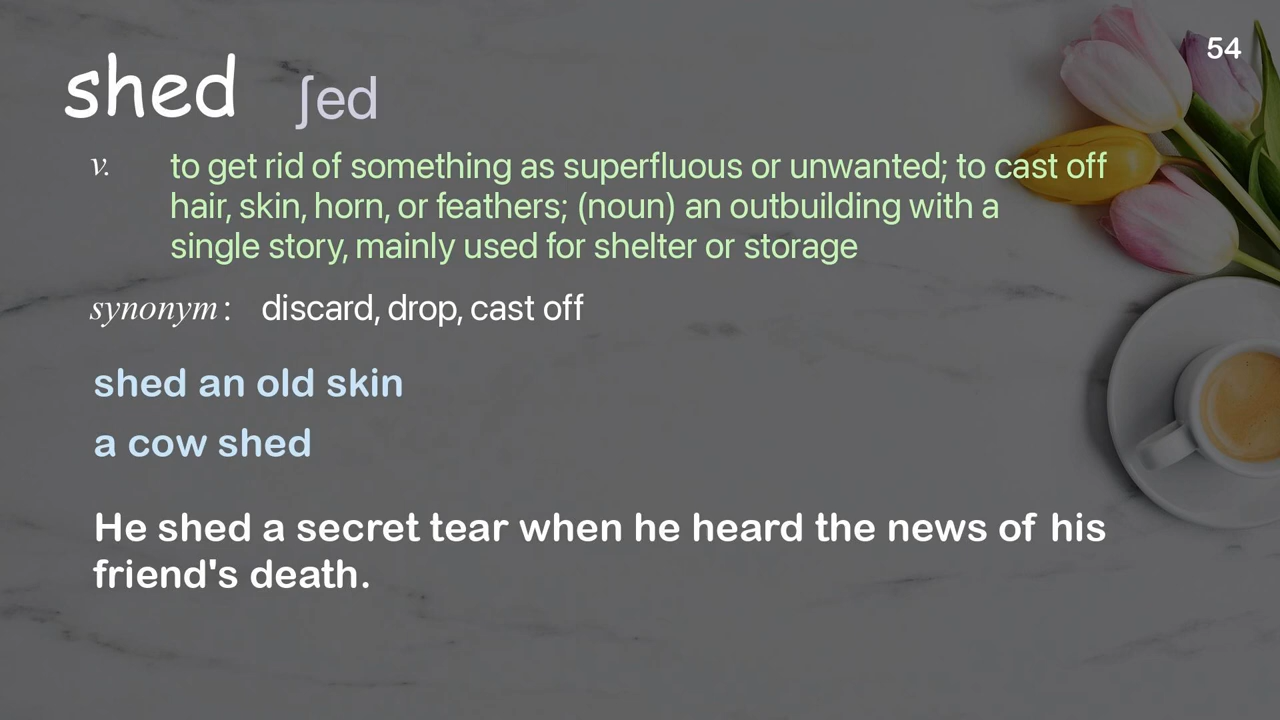 54
shed ʃed
v. to get rid of something as superfluous or unwanted; to cast off
hair, skin, horn, or feathers; (noun) an outbuilding with a
single story, mainly used for shelter or storage
synonym: discard, drop, cast off
shed an old skin
a cow shed
He shed a secret tear when he heard the news of his
friend's death.